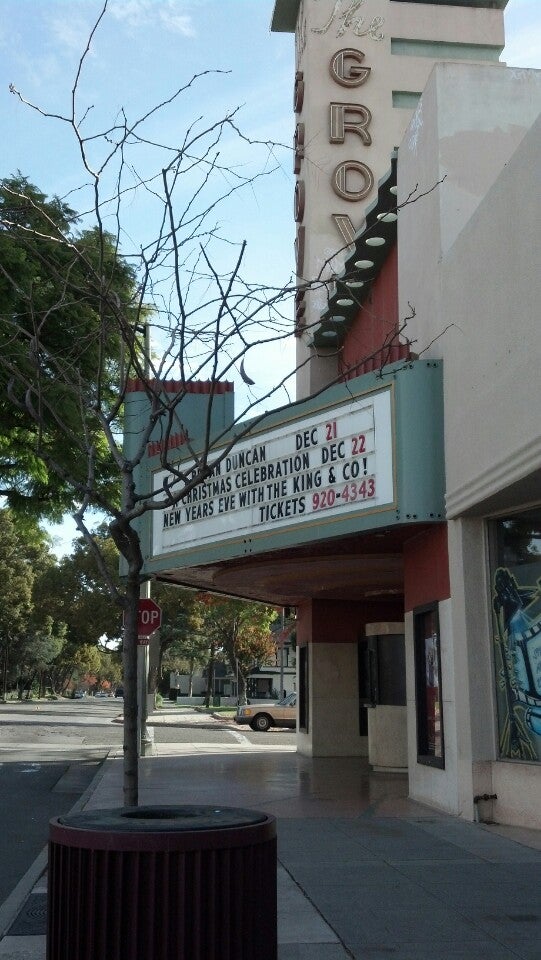 The
GROV
DUNCAN DEC 21
CHRISTMAS CELEBRATION DEC 22
NEW YEARS EVE WITH THE KING & CO!
TICKETS 920-4343
STOP